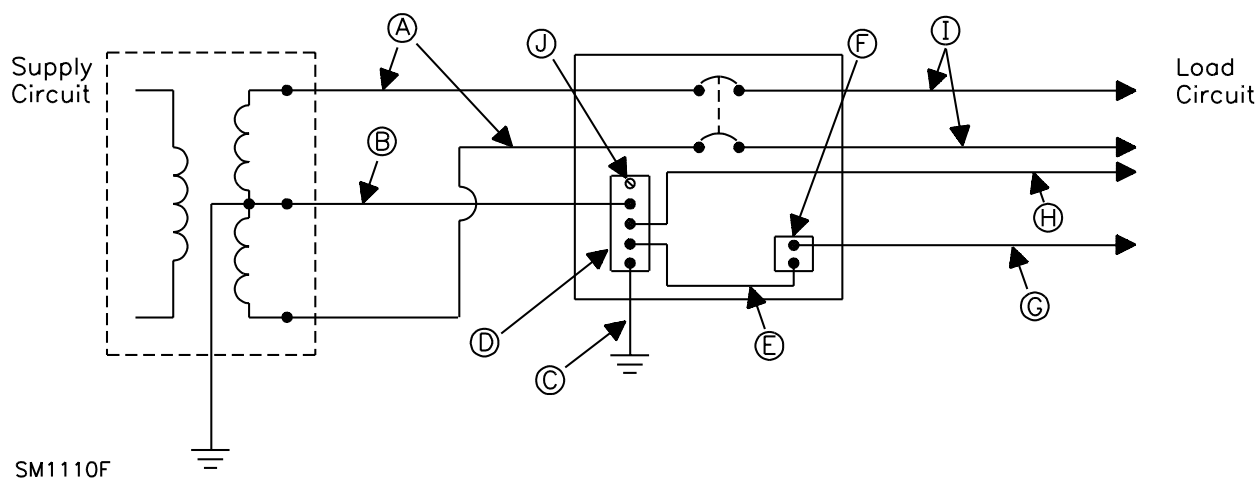 A
J
F
I
Supply
Circuit
Load
Circuit
B
H
D
G
E
C
SM1110F